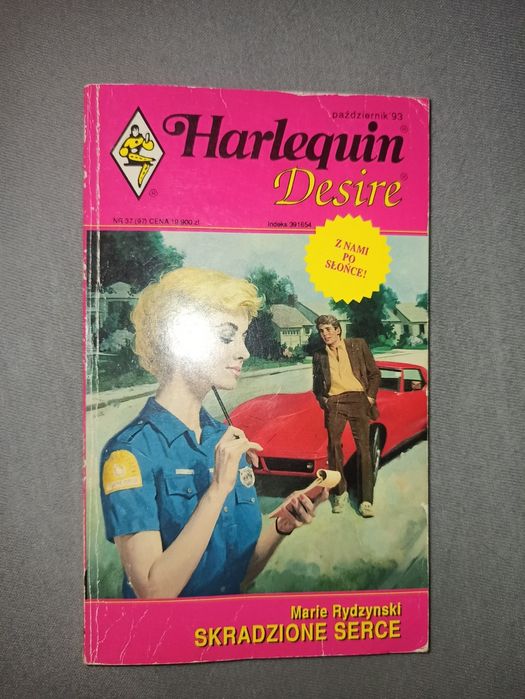 październik '93
Harlequin®
Desire®
NR 37 (97) CENA 19 900 zł
Indeks 391654
Z NAMI
PO
SŁOŃCE!
Marie Rydzynski
SKRADZIONE SERCE